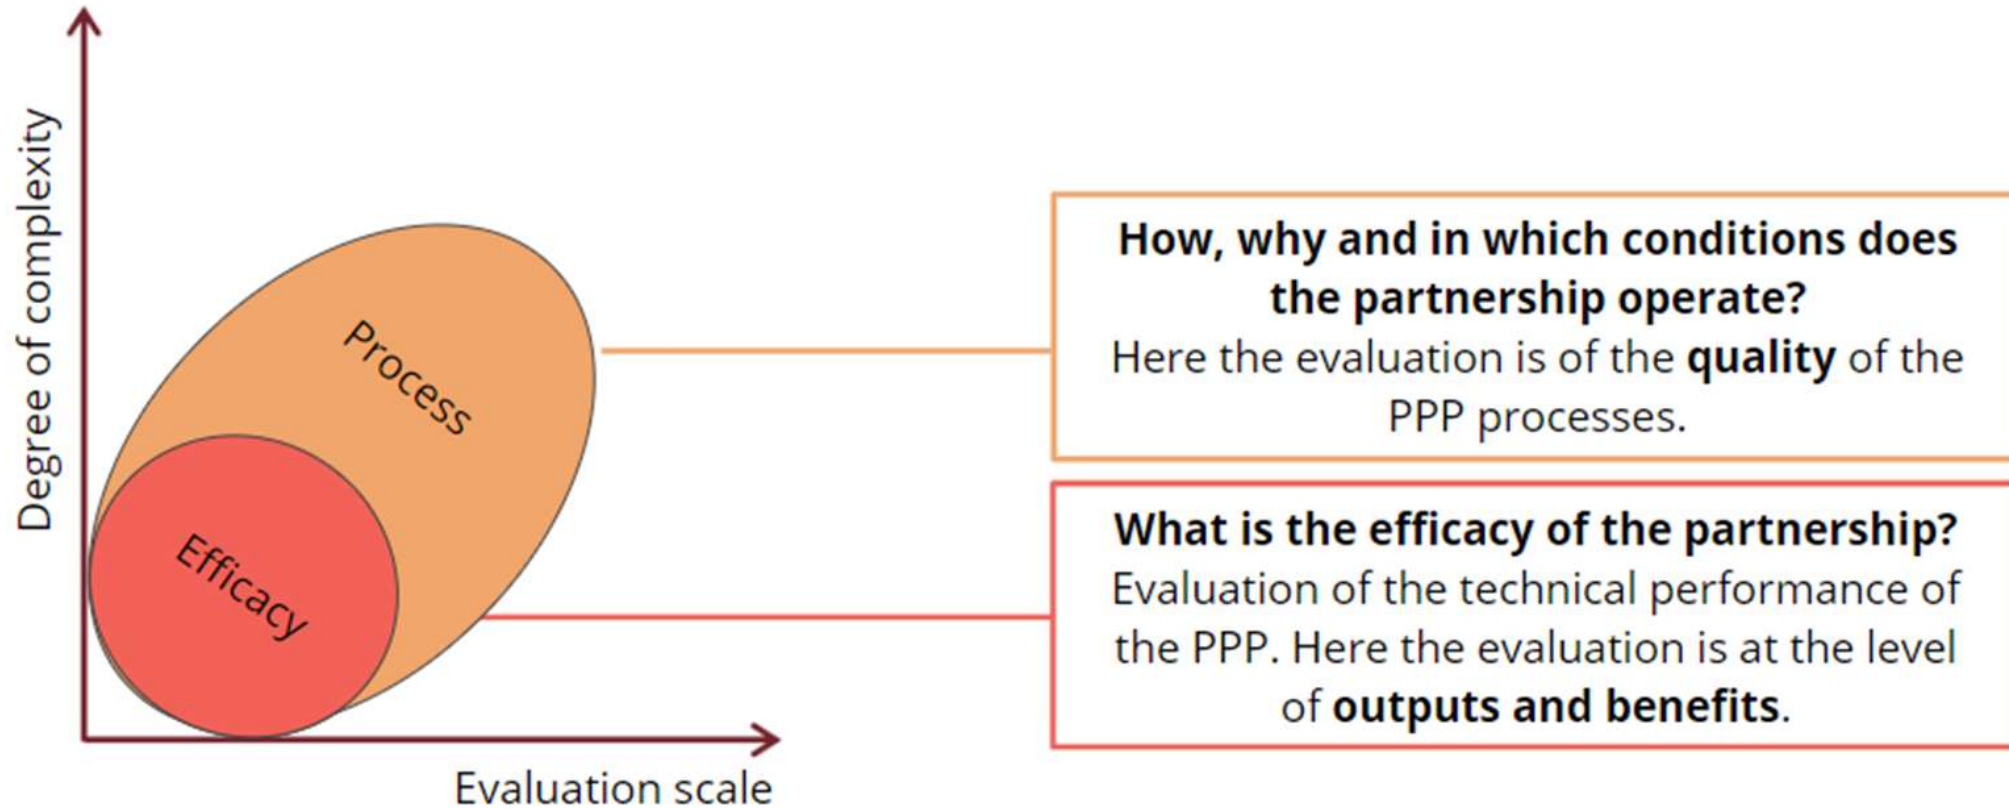 Degree of complexity
Process
Efficacy
Evaluation scale
How, why and in which conditions does
the partnership operate?
Here the evaluation is of the quality of the
PPP processes.
What is the efficacy of the partnership?
Evaluation of the technical performance of
the PPP. Here the evaluation is at the level
of outputs and benefits.